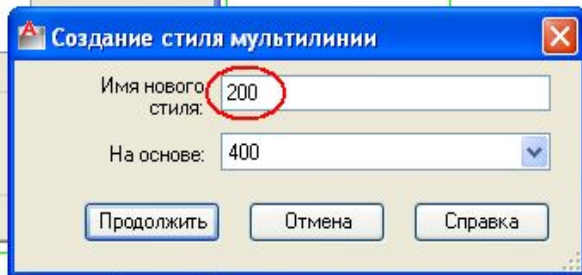 Создание стиля мультилинии
Имя нового стиля:
200
На основе:
400
Продолжить
Отмена
Справка